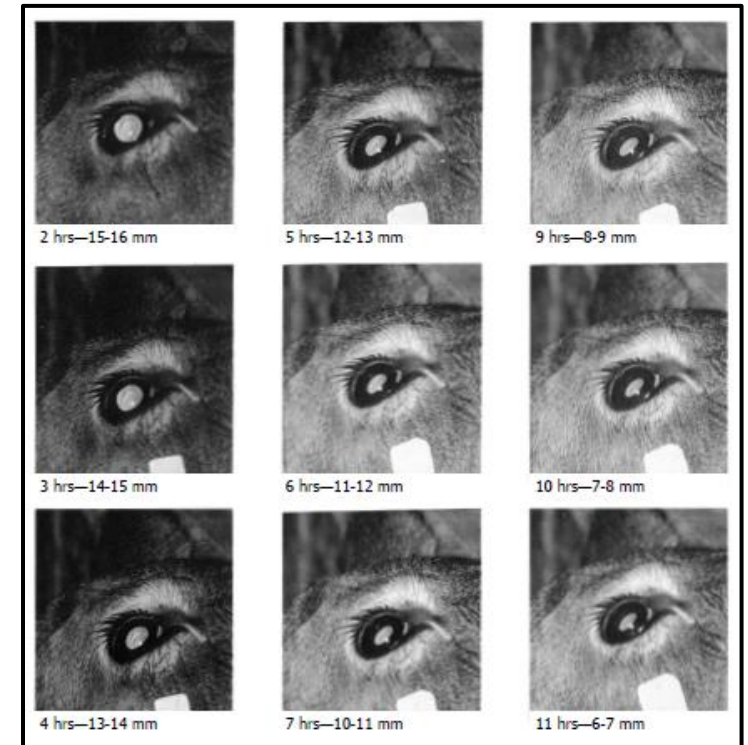 2 hrs—15-16 mm
5 hrs—12-13 mm
9 hrs—8-9 mm
3 hrs—14-15 mm
6 hrs—11-12 mm
10 hrs—7-8 mm
4 hrs—13-14 mm
7 hrs—10-11 mm
11 hrs—6-7 mm